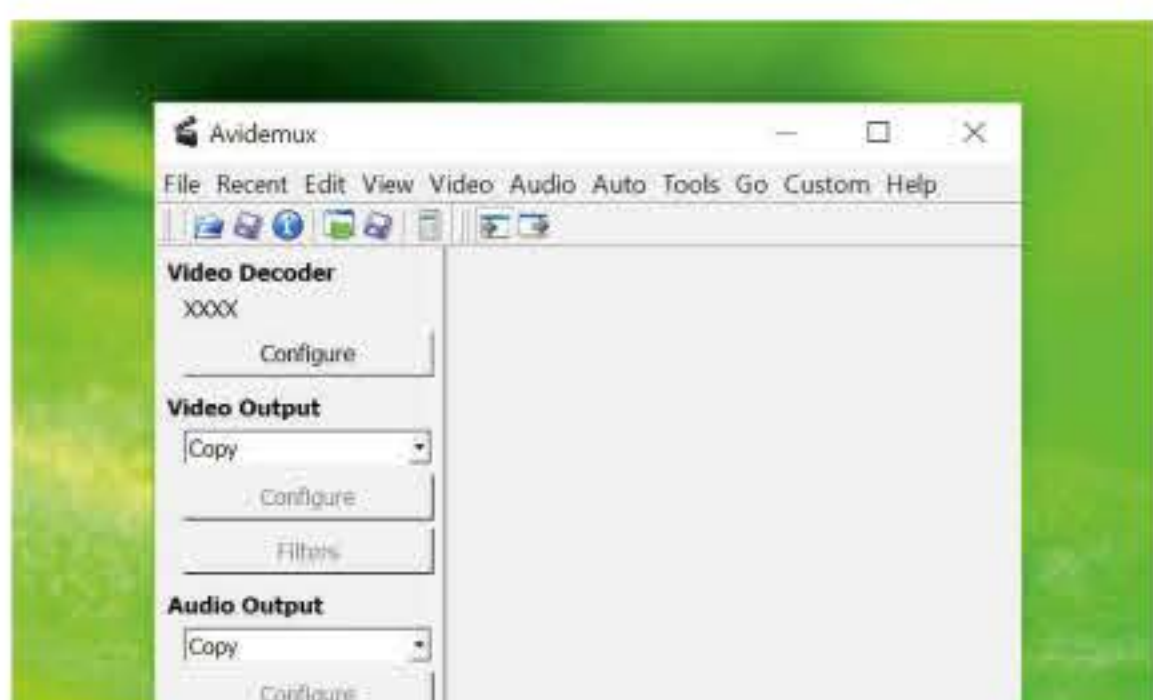 Avidemux
File Recent Edit View Video Audio Auto Tools Go Custom Help
Video Decoder
XXXX
Configure
Video Output
Copy
Configure
Filters
Audio Output
Copy
Configure